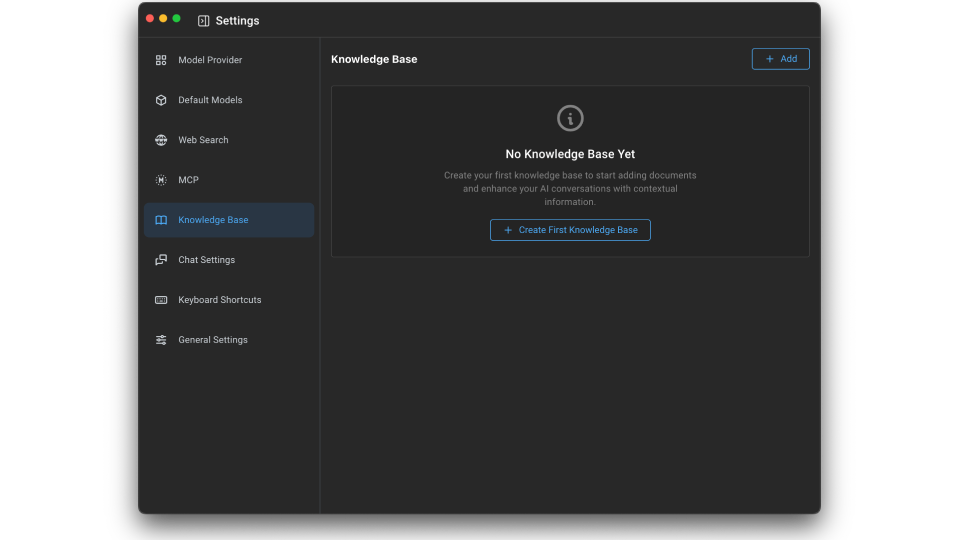 Settings
Model Provider
Default Models
Web Search
MCP
Knowledge Base
Chat Settings
Keyboard Shortcuts
General Settings
Knowledge Base
+ Add
No Knowledge Base Yet
Create your first knowledge base to start adding documents
and enhance your AI conversations with contextual
information.
+ Create First Knowledge Base